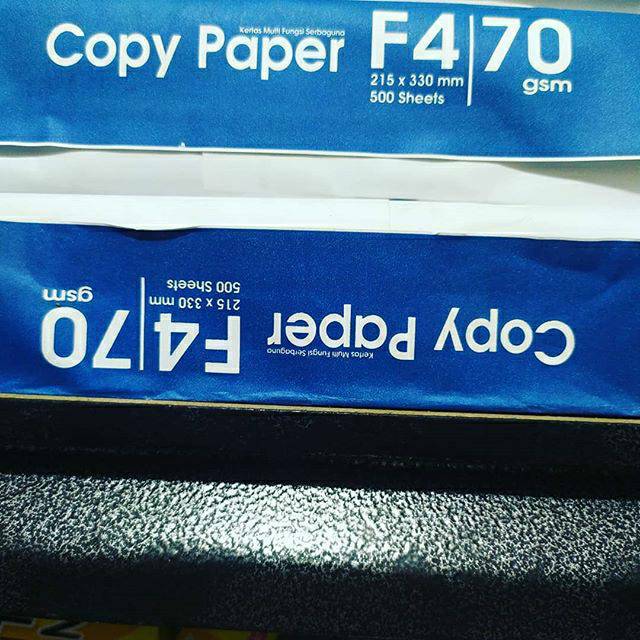 Kertas Multi Fungsi Serbaguna
Copy Paper F4 70
215 x 330 mm gsm
500 Sheets
Copy Paper F4 70
Kertas Multi Fungsi Serbaguna
215 x 330 mm gsm
500 Sheets